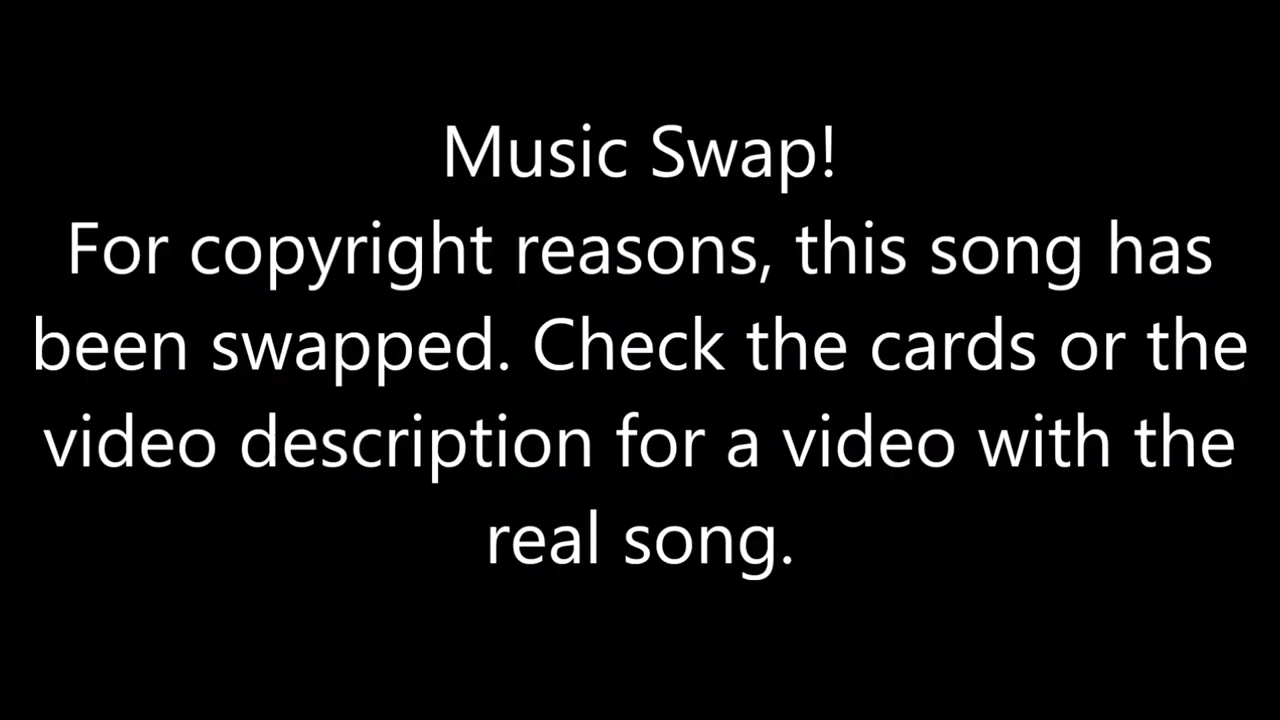 Music Swap!
For copyright reasons, this song has
been swapped. Check the cards or the
video description for a video with the
real song.